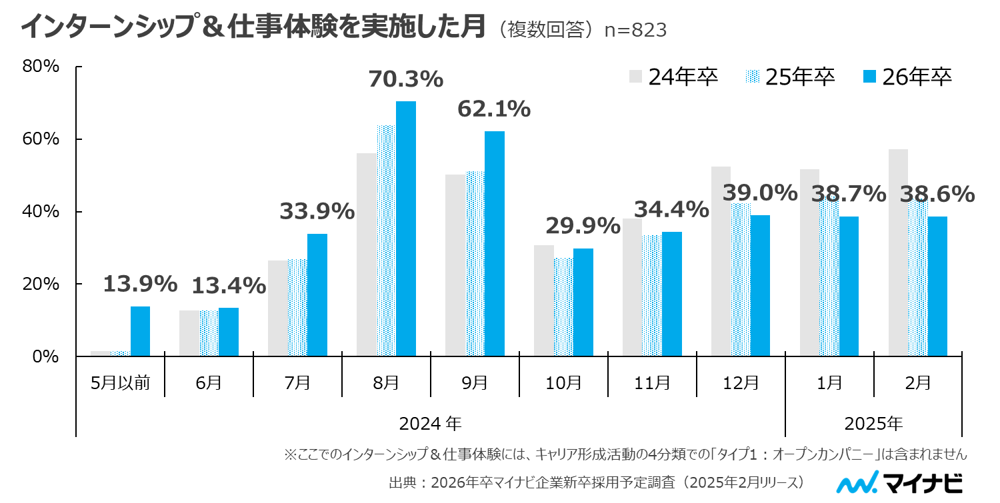 インターンシップ＆仕事体験を実施した月（複数回答）n=823
80%
60%
40%
20%
0%
24年卒 25年卒 26年卒
13.9%
13.4%
33.9%
70.3%
62.1%
29.9%
34.4%
39.0%
38.7%
38.6%
5月以前 6月 7月 8月 9月 10月 11月 12月 1月 2月
2024 年 2025年
※ここでのインターンシップ＆仕事体験には、キャリア形成活動の4分類での「タイプ1：オープンカンパニー」は含まれません
出典：2026年卒マイナビ企業新卒採用予定調査（2025年2月リリース）
マイナビ